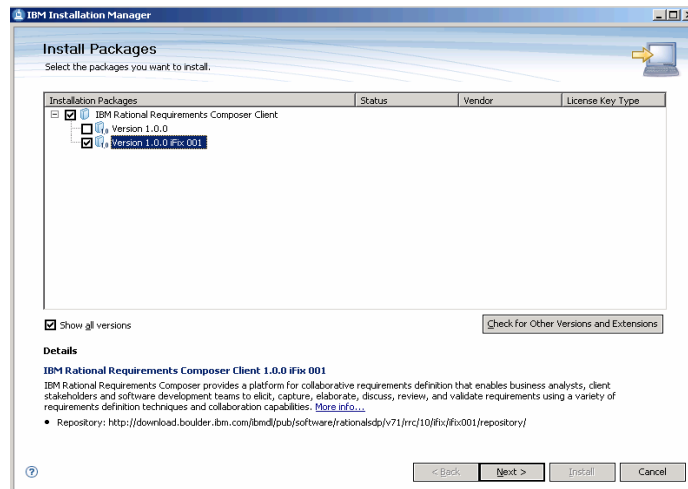 IBM Installation Manager
Install Packages
Select the packages you want to install.
Installation Packages Status Vendor License Key Type
IBM Rational Requirements Composer Client
Version 1.0.0
Version 1.0.0 iFix 001
Show all versions
Check for Other Versions and Extensions
Details
IBM Rational Requirements Composer Client 1.0.0 iFix 001
IBM Rational Requirements Composer provides a platform for collaborative requirements definition that enables business analysts, client
stakeholders and software development teams to elicit, capture, elaborate, discuss, review, and validate requirements using a variety of
requirements definition techniques and collaboration capabilities. More info...
• Repository: http://download.boulder.ibm.com/ibmdl/pub/software/rationalsdp/v71/rrc/10/ifix/ifix001/repository/
? < Back Next > Install Cancel